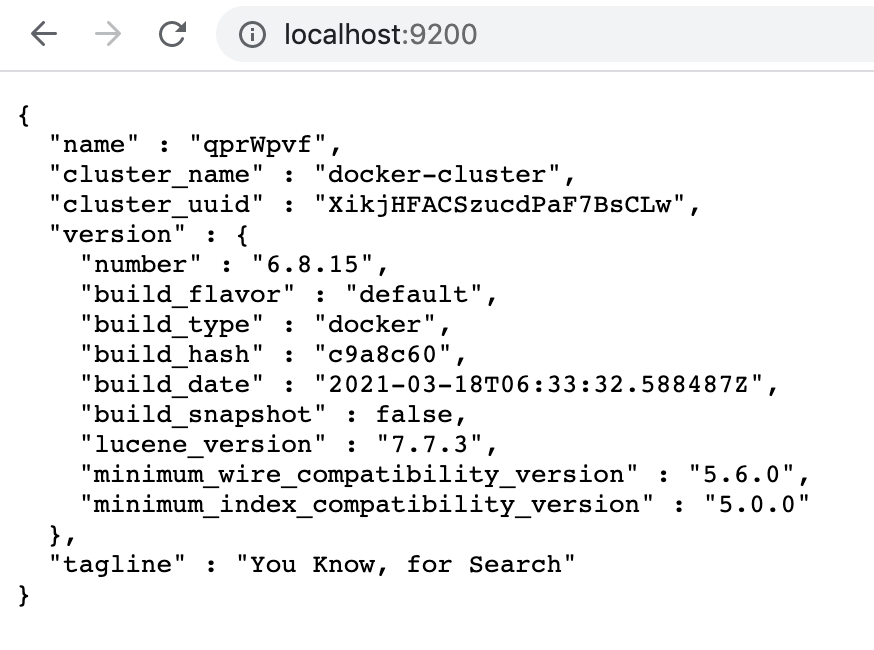 localhost:9200
{
"name" : "qprWpvf",
"cluster_name" : "docker-cluster",
"cluster_uuid" : "XikjHFACSzucdPaF7BsCLw",
"version" : {
"number" : "6.8.15",
"build_flavor" : "default",
"build_type" : "docker",
"build_hash" : "c9a8c60",
"build_date" : "2021-03-18T06:33:32.588487Z",
"build_snapshot" : false,
"lucene_version" : "7.7.3",
"minimum_wire_compatibility_version" : "5.6.0",
"minimum_index_compatibility_version" : "5.0.0"
},
"tagline" : "You Know, for Search"
}